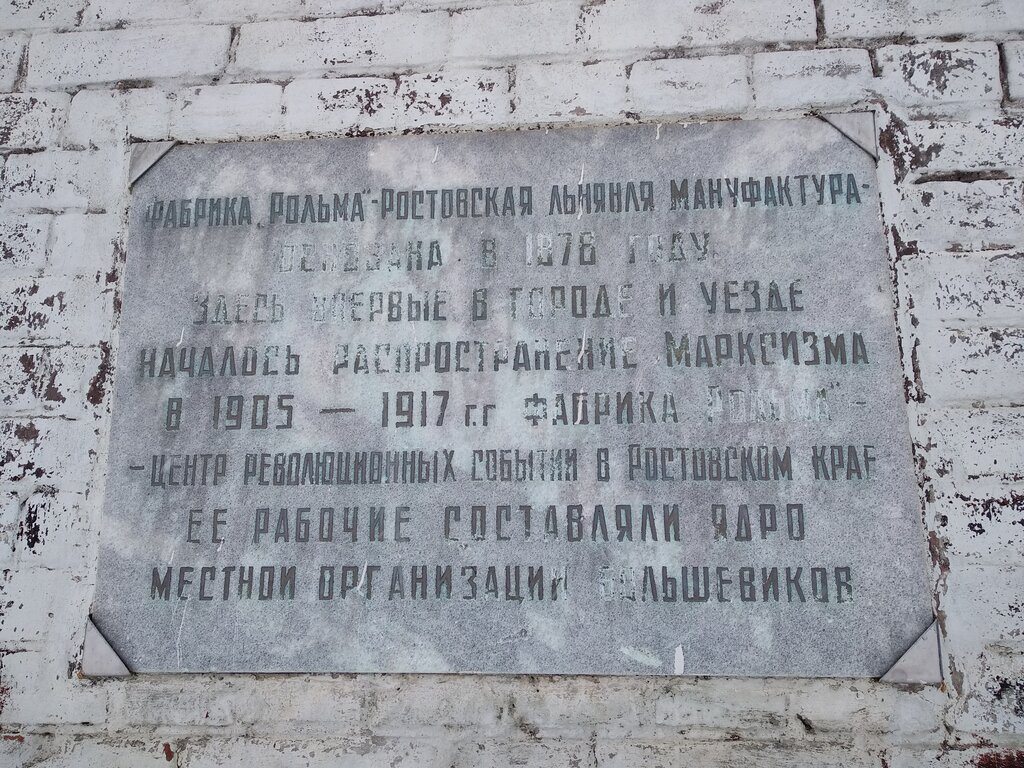 ФАБРИКА „РОЛЬМА"-РОСТОВСКАЯ ЛЬНЯНАЯ МАНУФАКТУРА-
ОСНОВАНА В 1878 ГОДУ.
ЗДЕСЬ ВПЕРВЫЕ В ГОРОДЕ И УЕЗДЕ
НАЧАЛОСЬ РАСПРОСТРАНЕНИЕ МАРКСИЗМА
В 1905 — 1917 г.г ФАБРИКА „РОЛЬМА" -
-ЦЕНТР РЕВОЛЮЦИОННЫХ СОБЫТИЙ В РОСТОВСКОМ КРАЕ
ЕЕ РАБОЧИЕ СОСТАВЛЯЛИ ЯДРО
МЕСТНОЙ ОРГАНИЗАЦИИ БОЛЬШЕВИКОВ